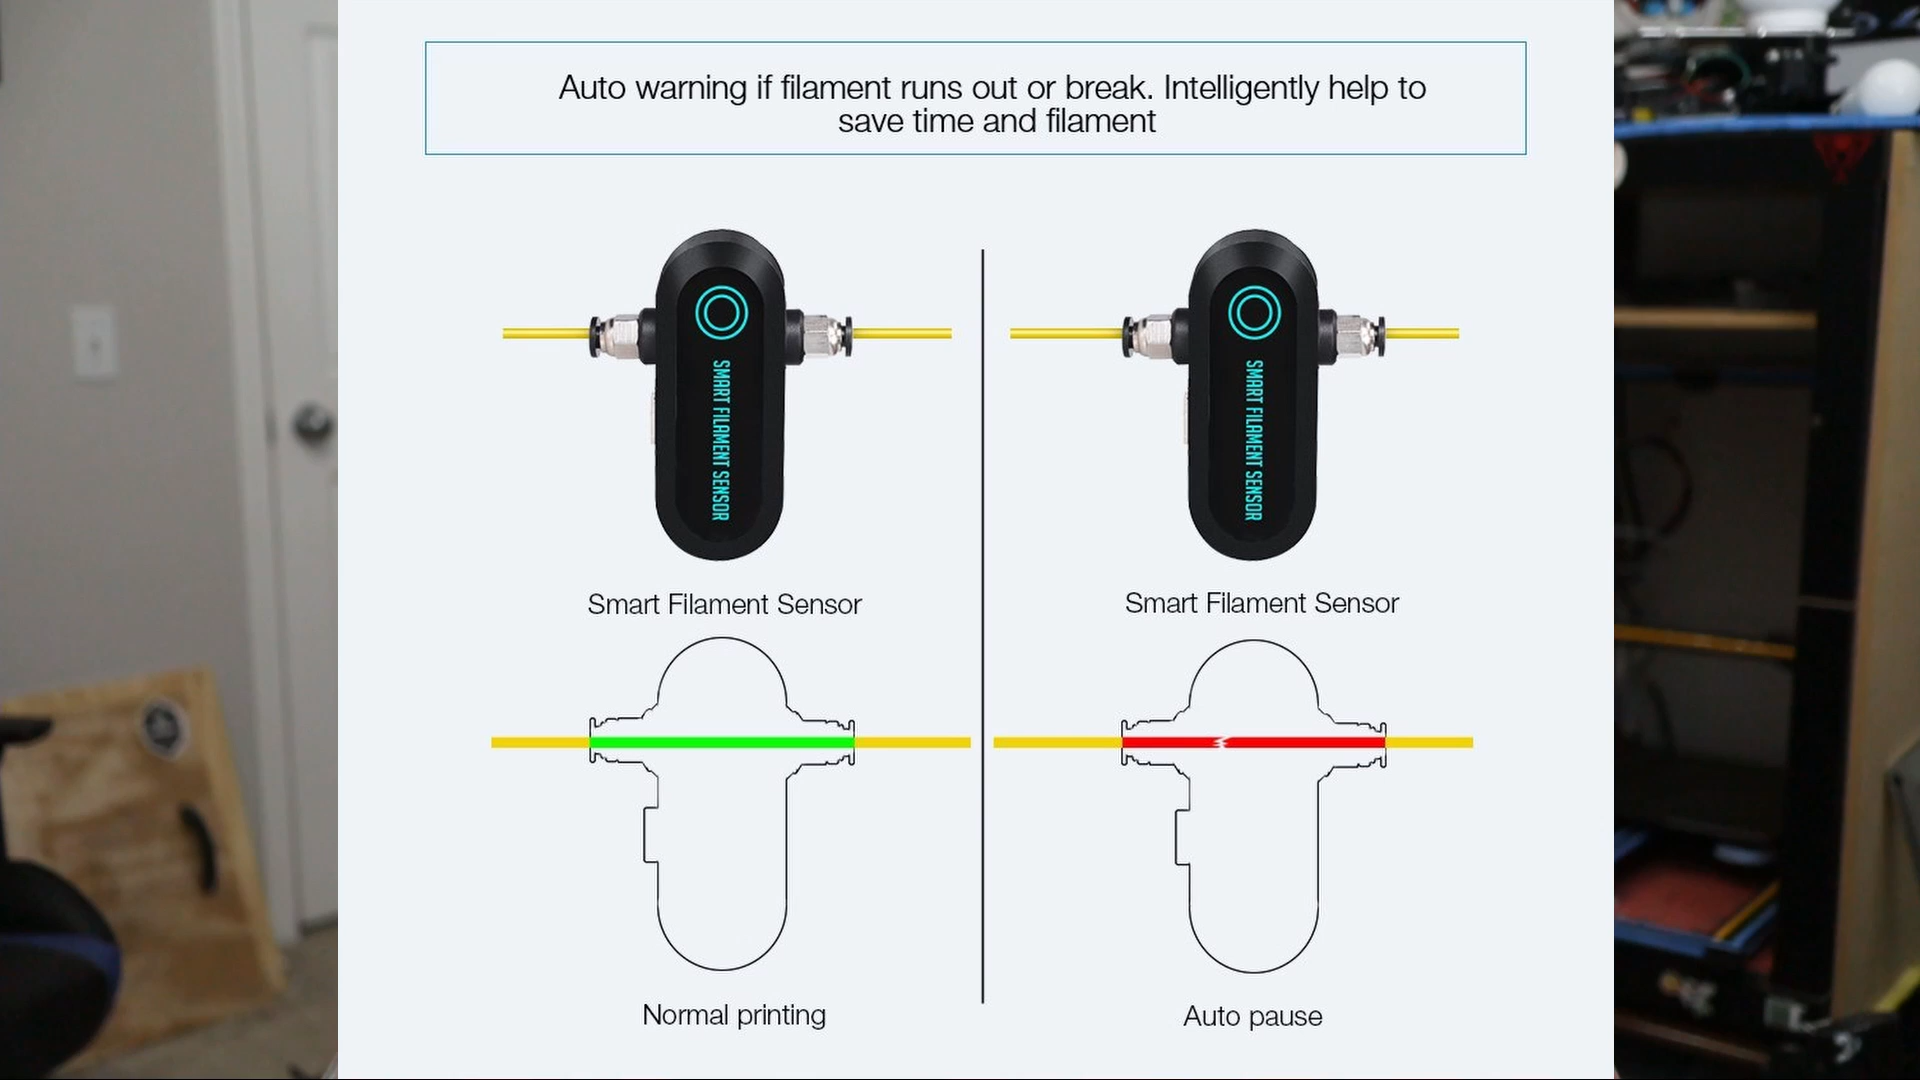 Auto warning if filament runs out or break. Intelligently help to
save time and filament
SMART FILAMENT SENSOR
SMART FILAMENT SENSOR
Smart Filament Sensor
Smart Filament Sensor
Normal printing
Auto pause